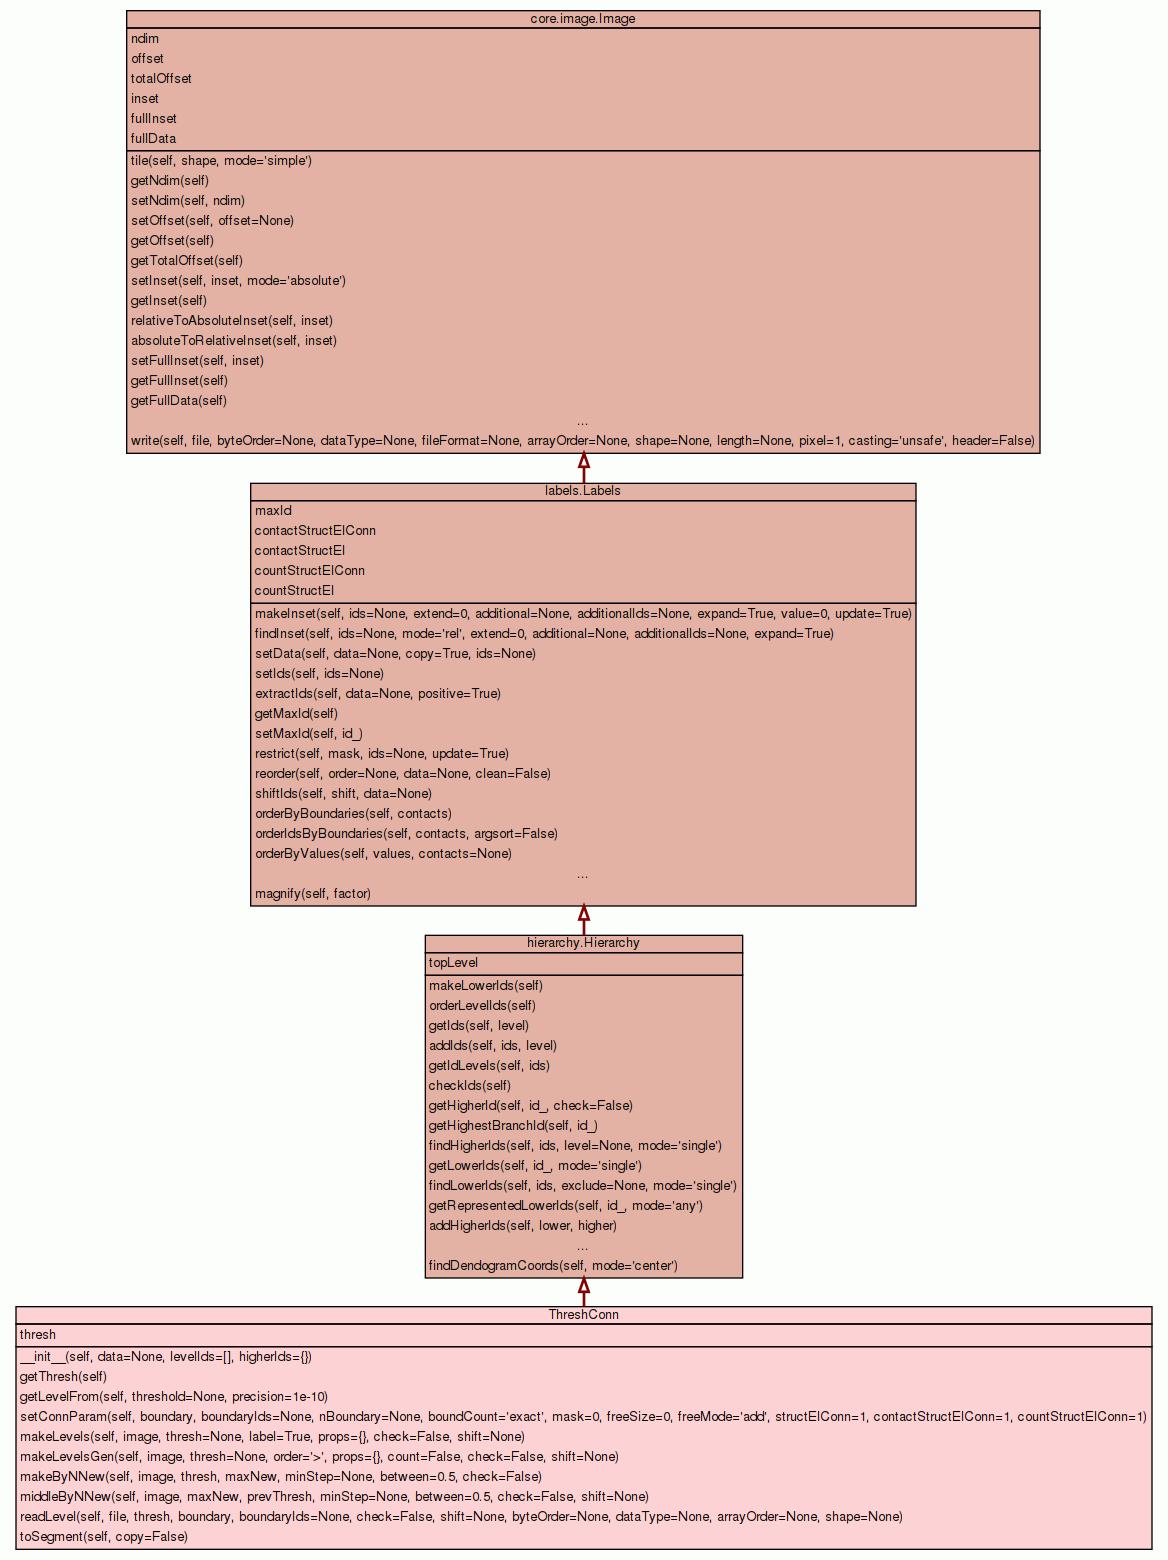 core.image.Image
ndim
offset
totalOffset
inset
fullInset
fullData
tile(self, shape, mode='simple')
getNdim(self)
setNdim(self, ndim)
setOffset(self, offset=None)
getOffset(self)
getTotalOffset(self)
setInset(self, inset, mode='absolute')
getInset(self)
relativeToAbsoluteInset(self, inset)
absoluteToRelativeInset(self, inset)
setFullInset(self, inset)
getFullInset(self)
getFullData(self)
...
write(self, file, byteOrder=None, dataType=None, fileFormat=None, arrayOrder=None, shape=None, length=None, pixel=1, casting='unsafe', header=False)
labels.Labels
maxId
contactStructElConn
contactStructEl
countStructElConn
countStructEl
makeInset(self, ids=None, extend=0, additional=None, additionalIds=None, expand=True, value=0, update=True)
findInset(self, ids=None, mode='rel', extend=0, additional=None, additionalIds=None, expand=True)
setData(self, data=None, copy=True, ids=None)
setIds(self, ids=None)
extractIds(self, data=None, positive=True)
getMaxId(self)
setMaxId(self, id_)
restrict(self, mask, ids=None, update=True)
reorder(self, order=None, data=None, clean=False)
shiftIds(self, shift, data=None)
orderByBoundaries(self, contacts)
orderIdsByBoundaries(self, contacts, argsort=False)
orderByValues(self, values, contacts=None)
...
magnify(self, factor)
hierarchy.Hierarchy
topLevel
makeLowerIds(self)
orderLevelIds(self)
getIds(self, level)
addIds(self, ids, level)
getIdLevels(self, ids)
checkIds(self)
getHigherId(self, id_, check=False)
getHighestBranchId(self, id_)
findHigherIds(self, ids, level=None, mode='single')
getLowerIds(self, id_, mode='single')
findLowerIds(self, ids, exclude=None, mode='single')
getRepresentedLowerIds(self, id_, mode='any')
addHigherIds(self, lower, higher)
...
findDendogramCoords(self, mode='center')
ThreshConn
thresh
__init__(self, data=None, levelIds=[], higherIds={})
getThresh(self)
getLevelFrom(self, threshold=None, precision=1e-10)
setConnParam(self, boundary, boundaryIds=None, nBoundary=None, boundCount='exact', mask=0, freeSize=0, freeMode='add', structElConn=1, contactStructElConn=1, countStructElConn=1)
makeLevels(self, image, thresh=None, label=True, props={}, check=False, shift=None)
makeLevelsGen(self, image, thresh=None, order='>', props={}, count=False, check=False, shift=None)
makeByNNew(self, image, thresh, maxNew, minStep=None, between=0.5, check=False)
middleByNNew(self, image, maxNew, prevThresh, minStep=None, between=0.5, check=False, shift=None)
readLevel(self, file, thresh, boundary, boundaryIds=None, check=False, shift=None, byteOrder=None, dataType=None, arrayOrder=None, shape=None)
toSegment(self, copy=False)